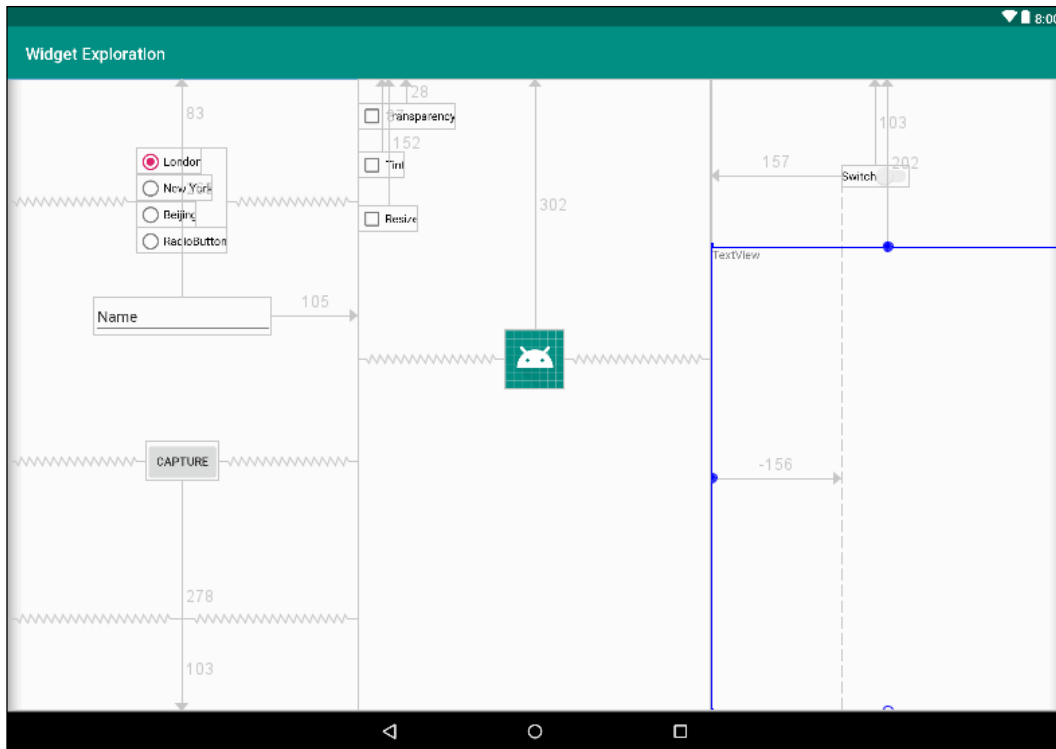 8:00
Widget Exploration
28
83
Transparency
103
152
157
202
London
Tint
Switch
New York
302
Beijing
Resize
RadioButton
TextView
105
Name
CAPTURE
-156
278
103